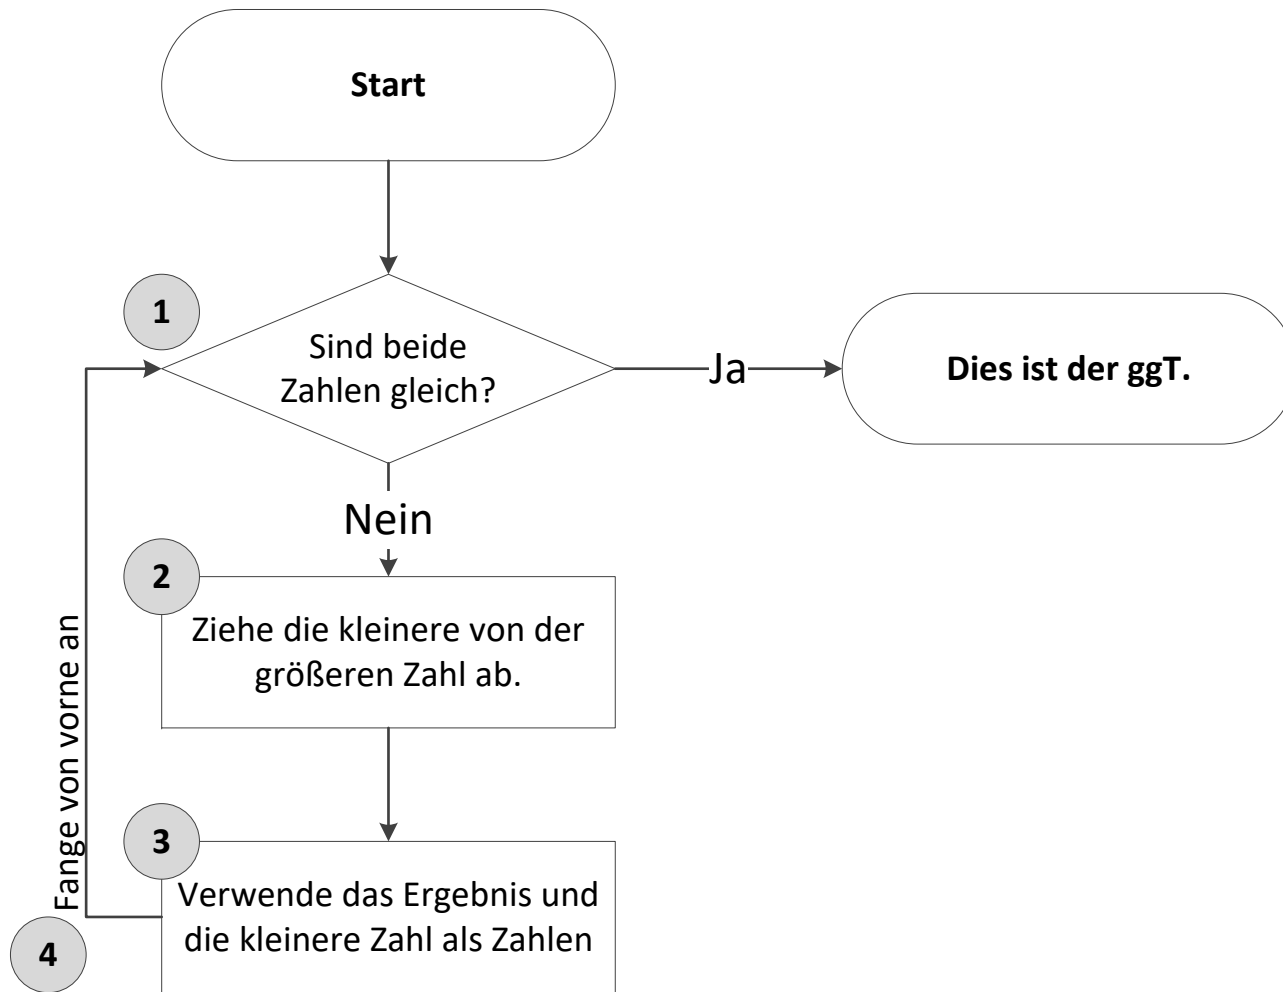 Start
1
Sind beide
Zahlen gleich?
Ja
Dies ist der ggT.
Nein
2
Ziehe die kleinere von der
größeren Zahl ab.
3
Verwende das Ergebnis und
die kleinere Zahl als Zahlen
4
Fange von vorne an